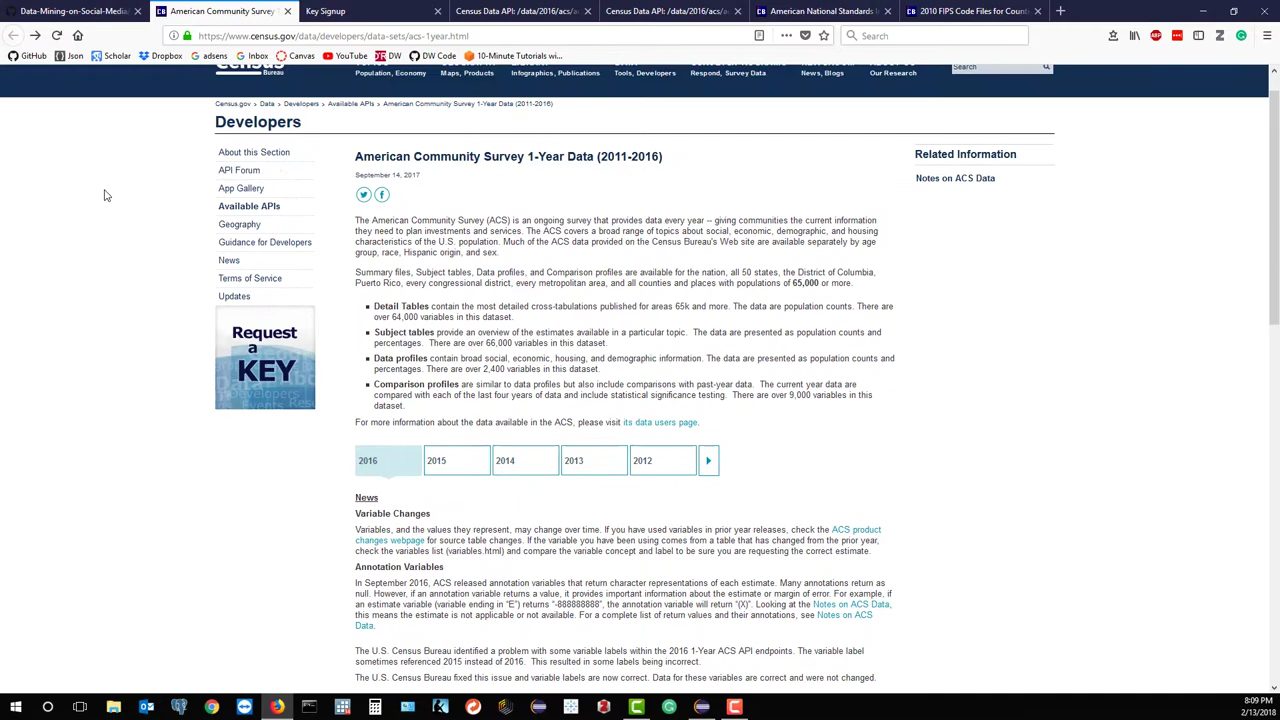 Data-Mining-on-Social-Media
American Community Survey
Key Signup
Census Data API: /data/2016/acs/ac
Census Data API: /data/2016/acs/ac
American National Standards I
2010 FIPS Code Files for Count
https://www.census.gov/data/developers/data-sets/acs-1year.html
Search
GitHub
Json
Scholar
Dropbox
adsens
Inbox
Canvas
YouTube
DW
DW Code
10-Minute Tutorials wi...
Census
Bureau
Population, Economy
Maps, Products
Infographics, Publications
Tools, Developers
Respond, Survey Data
News, Blogs
Our Research
Search
Census.gov > Data > Developers > Available APIs > American Community Survey 1-Year Data (2011-2016)
Developers
About this Section
API Forum
App Gallery
Available APIs
Geography
Guidance for Developers
News
Terms of Service
Updates
Request
a
KEY
American Community Survey 1-Year Data (2011-2016)
September 14, 2017
The American Community Survey (ACS) is an ongoing survey that provides data every year -- giving communities the current information
they need to plan investments and services. The ACS covers a broad range of topics about social, economic, demographic, and housing
characteristics of the U.S. population. Much of the ACS data provided on the Census Bureau's Web site are available separately by age
group, race, Hispanic origin, and sex.
Summary files, Subject tables, Data profiles, and Comparison profiles are available for the nation, all 50 states, the District of Columbia,
Puerto Rico, every congressional district, every metropolitan area, and all counties and places with populations of 65,000 or more.
Detail Tables contain the most detailed cross-tabulations published for areas 65k and more. The data are population counts. There are
over 64,000 variables in this dataset.
Subject tables provide an overview of the estimates available in a particular topic. The data are presented as population counts and
percentages. There are over 66,000 variables in this dataset.
Data profiles contain broad social, economic, housing, and demographic information. The data are presented as population counts and
percentages. There are over 2,400 variables in this dataset.
Comparison profiles are similar to data profiles but also include comparisons with past-year data. The current year data are
compared with each of the last four years of data and include statistical significance testing. There are over 9,000 variables in this
dataset.
For more information about the data available in the ACS, please visit its data users page.
2016
2015
2014
2013
2012
News
Variable Changes
Variables, and the values they represent, may change over time. If you have used variables in prior year releases, check the ACS product
changes webpage for source table changes. If the variable you have been using comes from a table that has changed from the prior year,
check the variables list (variables.html) and compare the variable concept and label to be sure you are requesting the correct estimate.
Annotation Variables
In September 2016, ACS released annotation variables that return character representations of each estimate. Many annotations return as
null. However, if an annotation variable returns a value, it provides important information about the estimate or margin of error. For example, if
an estimate variable (variable ending in "E") returns "-888888888", the annotation variable will return "(X)". Looking at the Notes on ACS Data,
this means the estimate is not applicable or not available. For a complete list of return values and their annotations, see Notes on ACS
Data.
The U.S. Census Bureau identified a problem with some variable labels within the 2016 1-Year ACS API endpoints. The variable label
sometimes referenced 2015 instead of 2016. This resulted in some labels being incorrect.
The U.S. Census Bureau fixed this issue and variable labels are now correct. Data for these variables are correct and were not changed.
Related Information
Notes on ACS Data
8:09 PM
2/13/2018